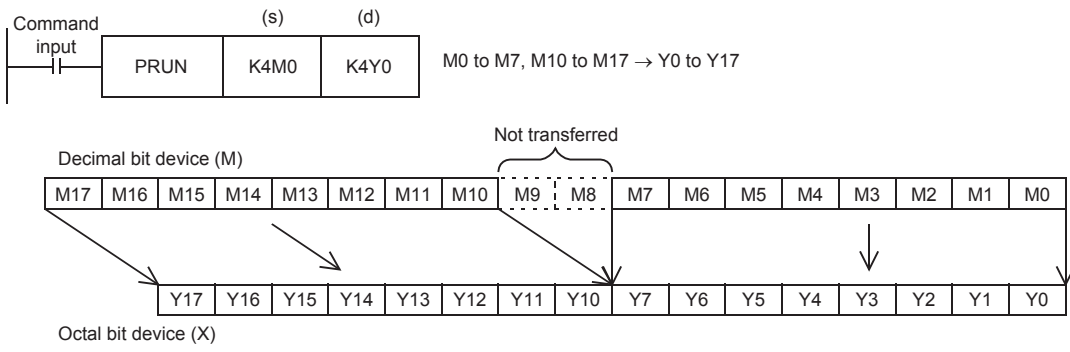 Command
input
(s)
(d)
PRUN
K4M0
K4Y0
M0 to M7, M10 to M17 → Y0 to Y17
Not transferred
Decimal bit device (M)
M17 M16 M15 M14 M13 M12 M11 M10 M9 M8 M7 M6 M5 M4 M3 M2 M1 M0
Y17 Y16 Y15 Y14 Y13 Y12 Y11 Y10 Y7 Y6 Y5 Y4 Y3 Y2 Y1 Y0
Octal bit device (X)